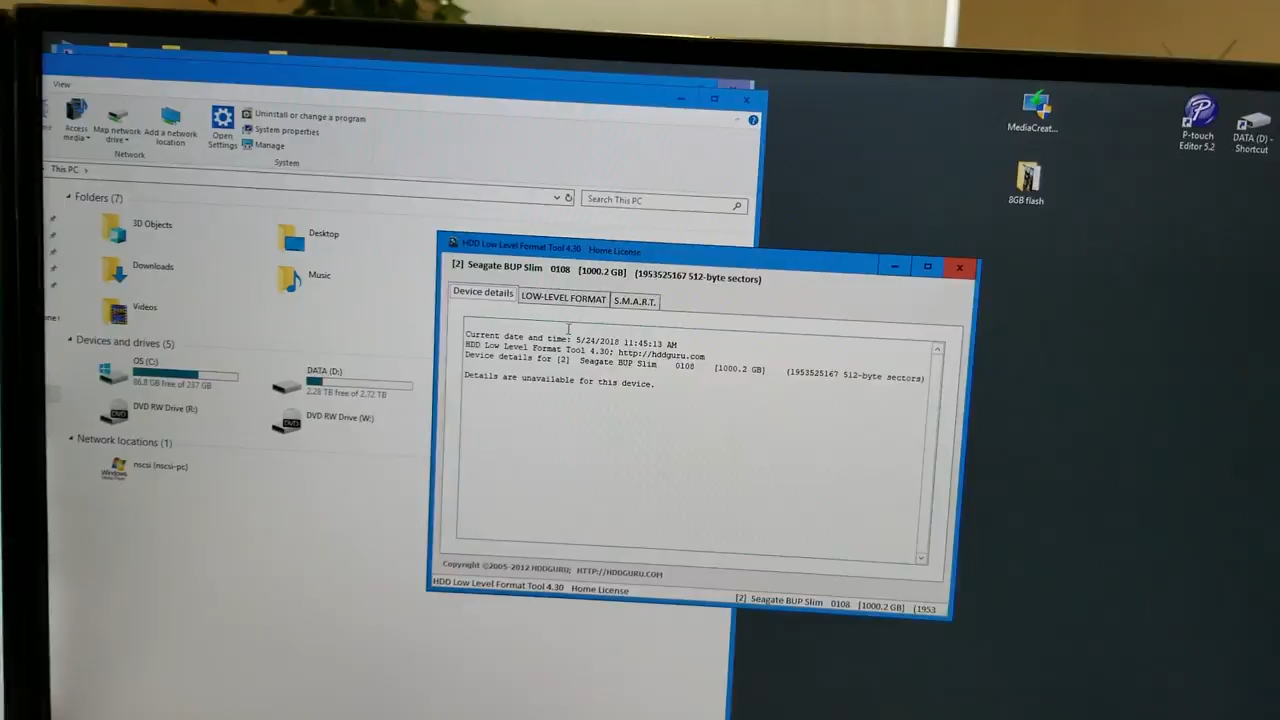 View
Access media
Map network drive
Add a network location
Open Settings
Uninstall or change a program
System properties
Manage
Network
System
This PC
Search This PC
Folders (7)
3D Objects
Desktop
Downloads
Music
Videos
Devices and drives (5)
OS (C:)
86.8 GB free of 237 GB
DATA (D:)
2.28 TB free of 2.72 TB
DVD RW Drive (R:)
DVD RW Drive (W:)
Network locations (1)
nscsi (nscsi-pc)
HDD Low Level Format Tool 4.30 Home License
[2] Seagate BUP Slim 0108 [1000.2 GB] (1953525167 512-byte sectors)
Device details
LOW-LEVEL FORMAT
S.M.A.R.T.
Current date and time: 5/24/2018 11:45:13 AM
HDD Low Level Format Tool 4.30; http://hddguru.com
Device details for [2] Seagate BUP Slim 0108 [1000.2 GB] (1953525167 512-byte sectors)
Details are unavailable for this device.
Copyright ©2005-2012 HDDGURU; HTTP://HDDGURU.COM
HDD Low Level Format Tool 4.30 Home License
[2] Seagate BUP Slim 0108 [1000.2 GB] (1953
MediaCreat...
8GB flash
P-touch
Editor 5.2
DATA (D) -
Shortcut